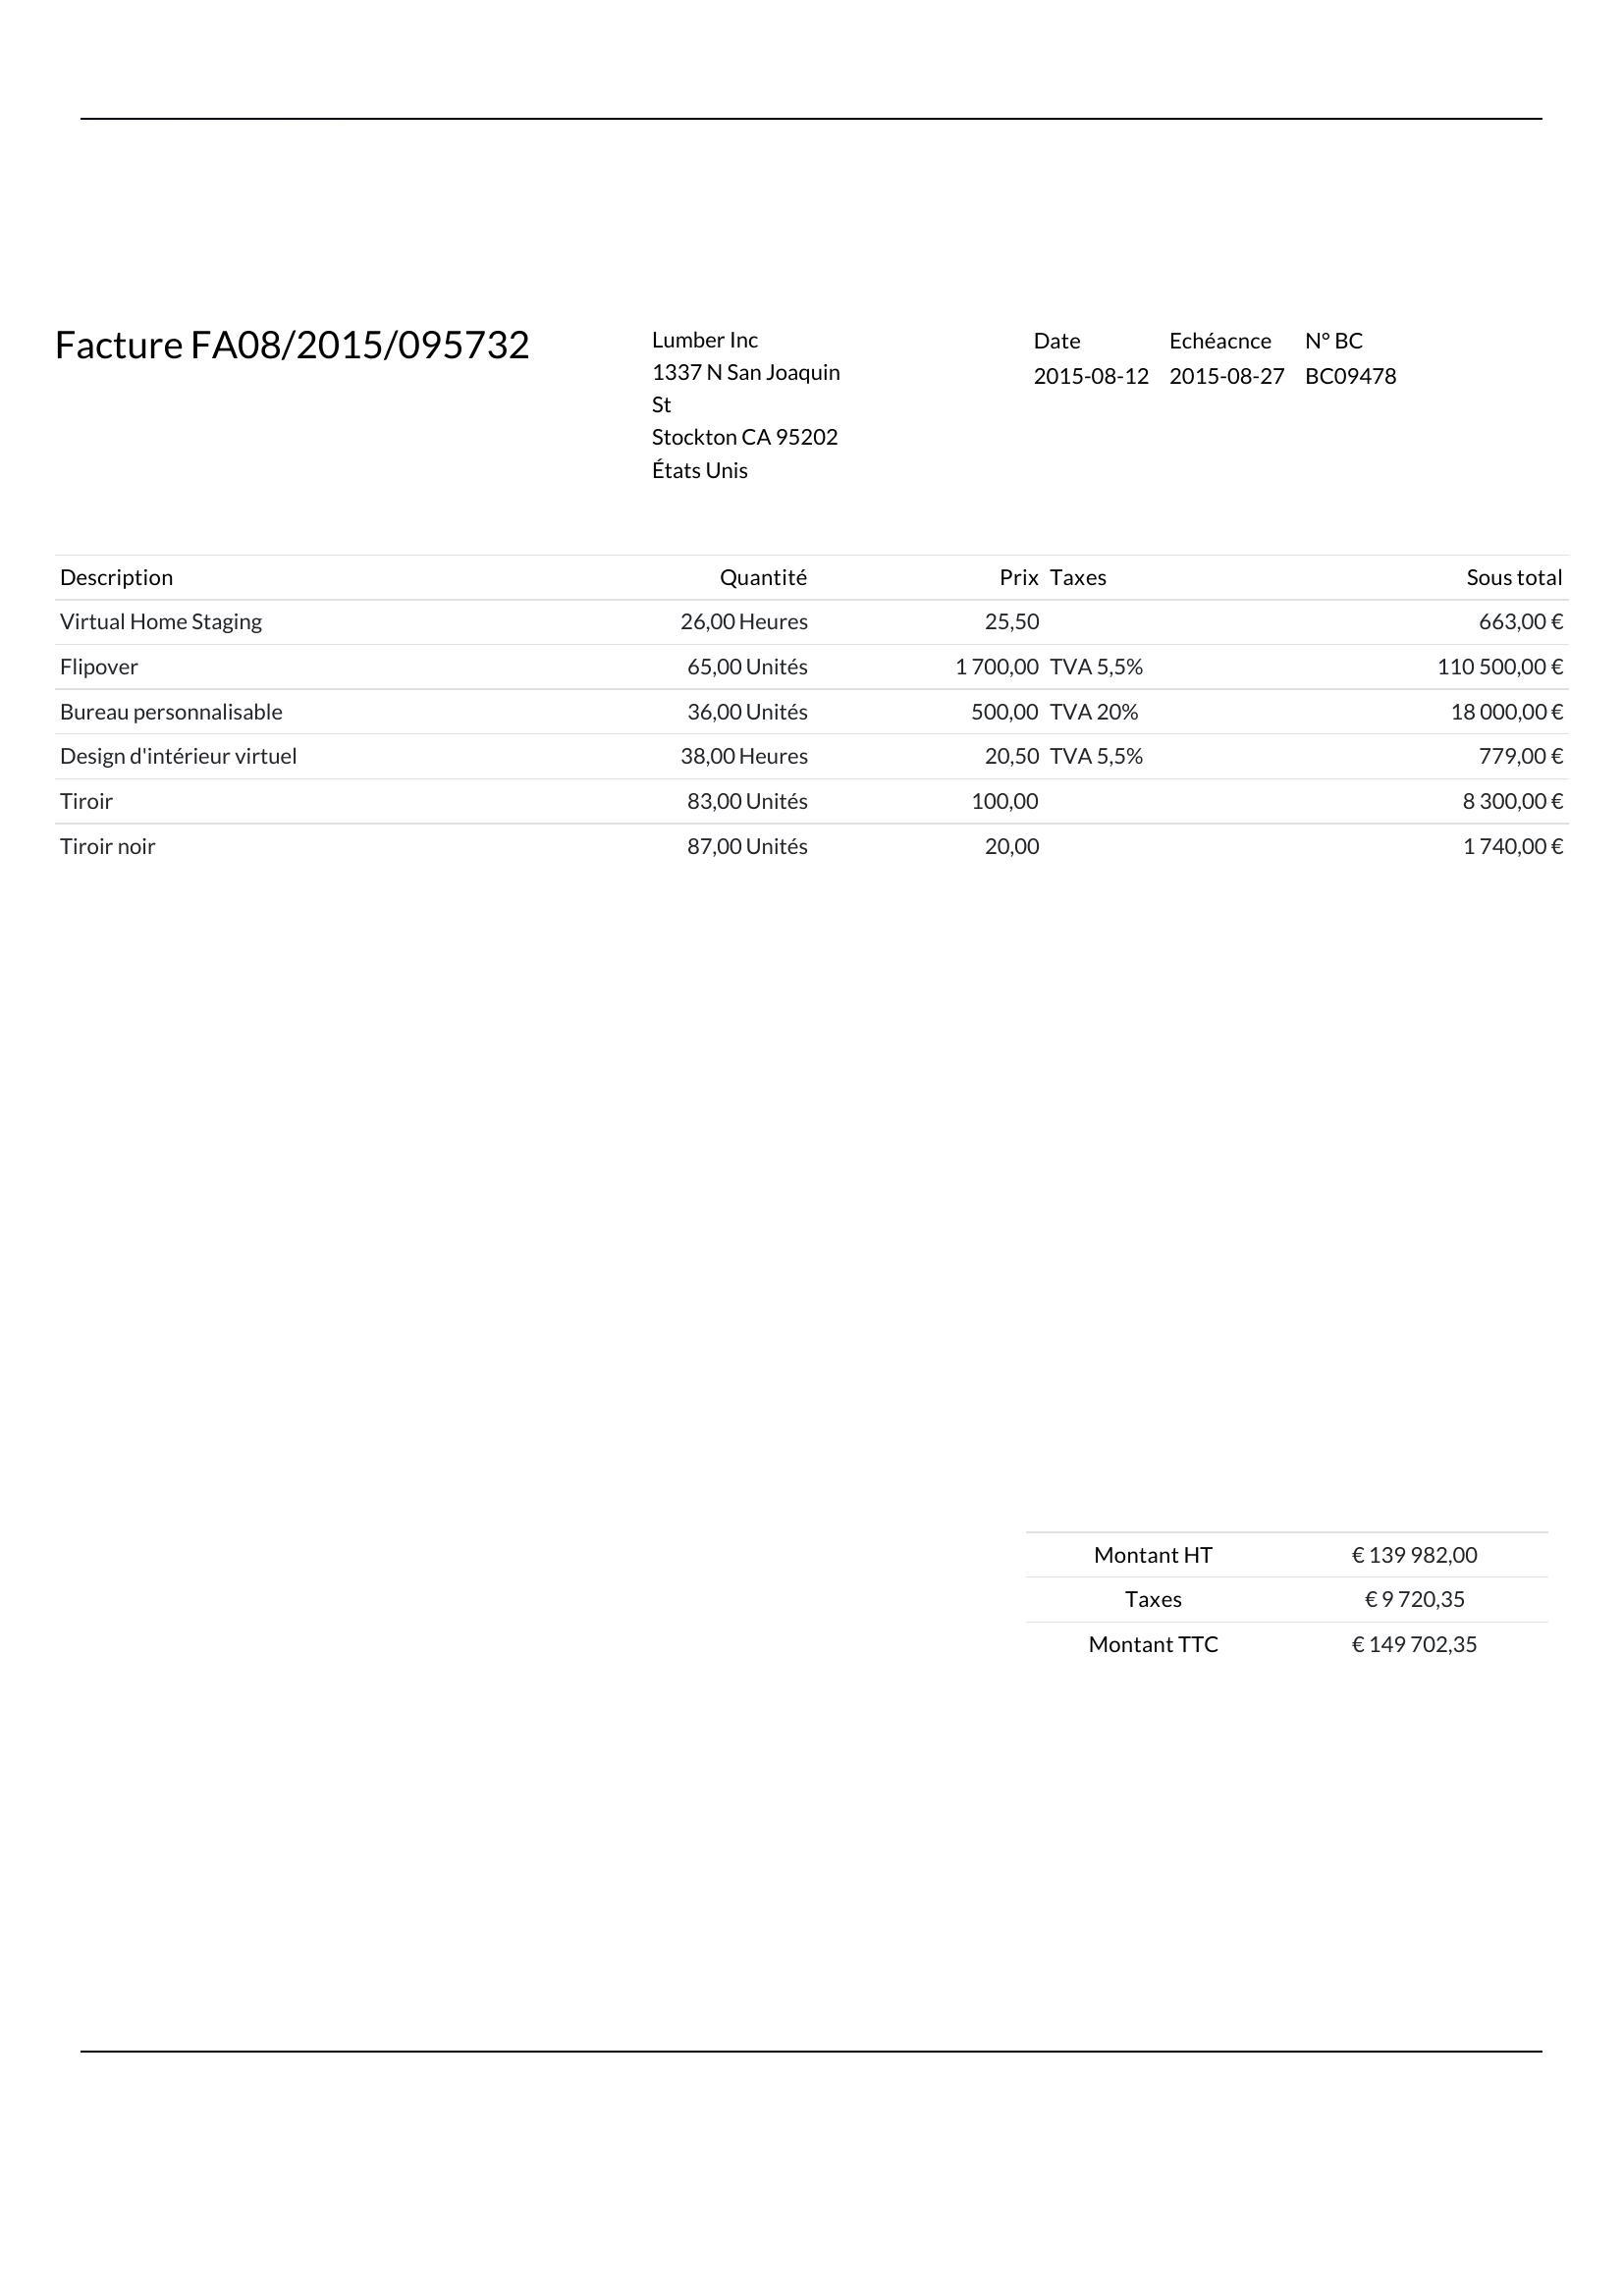 Facture FA08/2015/095732
Lumber Inc
1337 N San Joaquin
St
Stockton CA 95202
États Unis
Date Echéacnce N° BC
2015-08-12 2015-08-27 BC09478
Description Quantité Prix Taxes Sous total
Virtual Home Staging 26,00 Heures 25,50 663,00 €
Flipover 65,00 Unités 1 700,00 TVA 5,5% 110 500,00 €
Bureau personnalisable 36,00 Unités 500,00 TVA 20% 18 000,00 €
Design d'intérieur virtuel 38,00 Heures 20,50 TVA 5,5% 779,00 €
Tiroir 83,00 Unités 100,00 8 300,00 €
Tiroir noir 87,00 Unités 20,00 1 740,00 €
Montant HT € 139 982,00
Taxes € 9 720,35
Montant TTC € 149 702,35